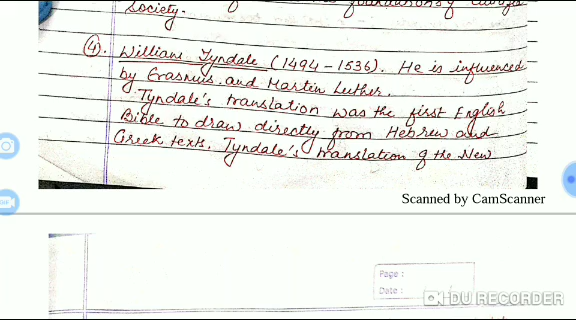 Society.
(4). William Tyndale (1494 - 1536). He is influenced
by Erasmus. and Martin Luther.
Tyndale's translation was the first English
Bible to draw directly from Hebrew and
Greek texts. Tyndale's translation of the New
Scanned by CamScanner
Page :
Date :
DU RECORDER